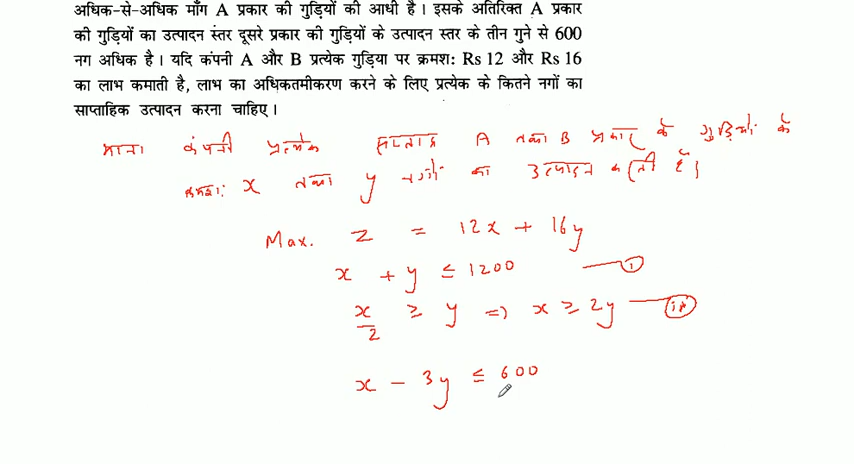 अधिक-से-अधिक माँग A प्रकार की गुड़ियों की आधी है। इसके अतिरिक्त A प्रकार
की गुड़ियों का उत्पादन स्तर दूसरे प्रकार की गुड़ियों के उत्पादन स्तर के तीन गुने से 600
नग अधिक है। यदि कंपनी A और B प्रत्येक गुड़िया पर क्रमश: Rs 12 और Rs 16
का लाभ कमाती है, लाभ का अधिकतमीकरण करने के लिए प्रत्येक के कितने नगों का
साप्ताहिक उत्पादन करना चाहिए।
माना कंपनी प्रत्येक सप्ताह A तथा B प्रकार के गुड़ियों के
क्रमशः x तथा y नगों का उत्पादन करती है।
Max. z = 12x + 16y
x + y ≤ 1200 —(i)
x/2 ≥ y ⇒ x ≥ 2y —(ii)
x - 3y ≤ 600